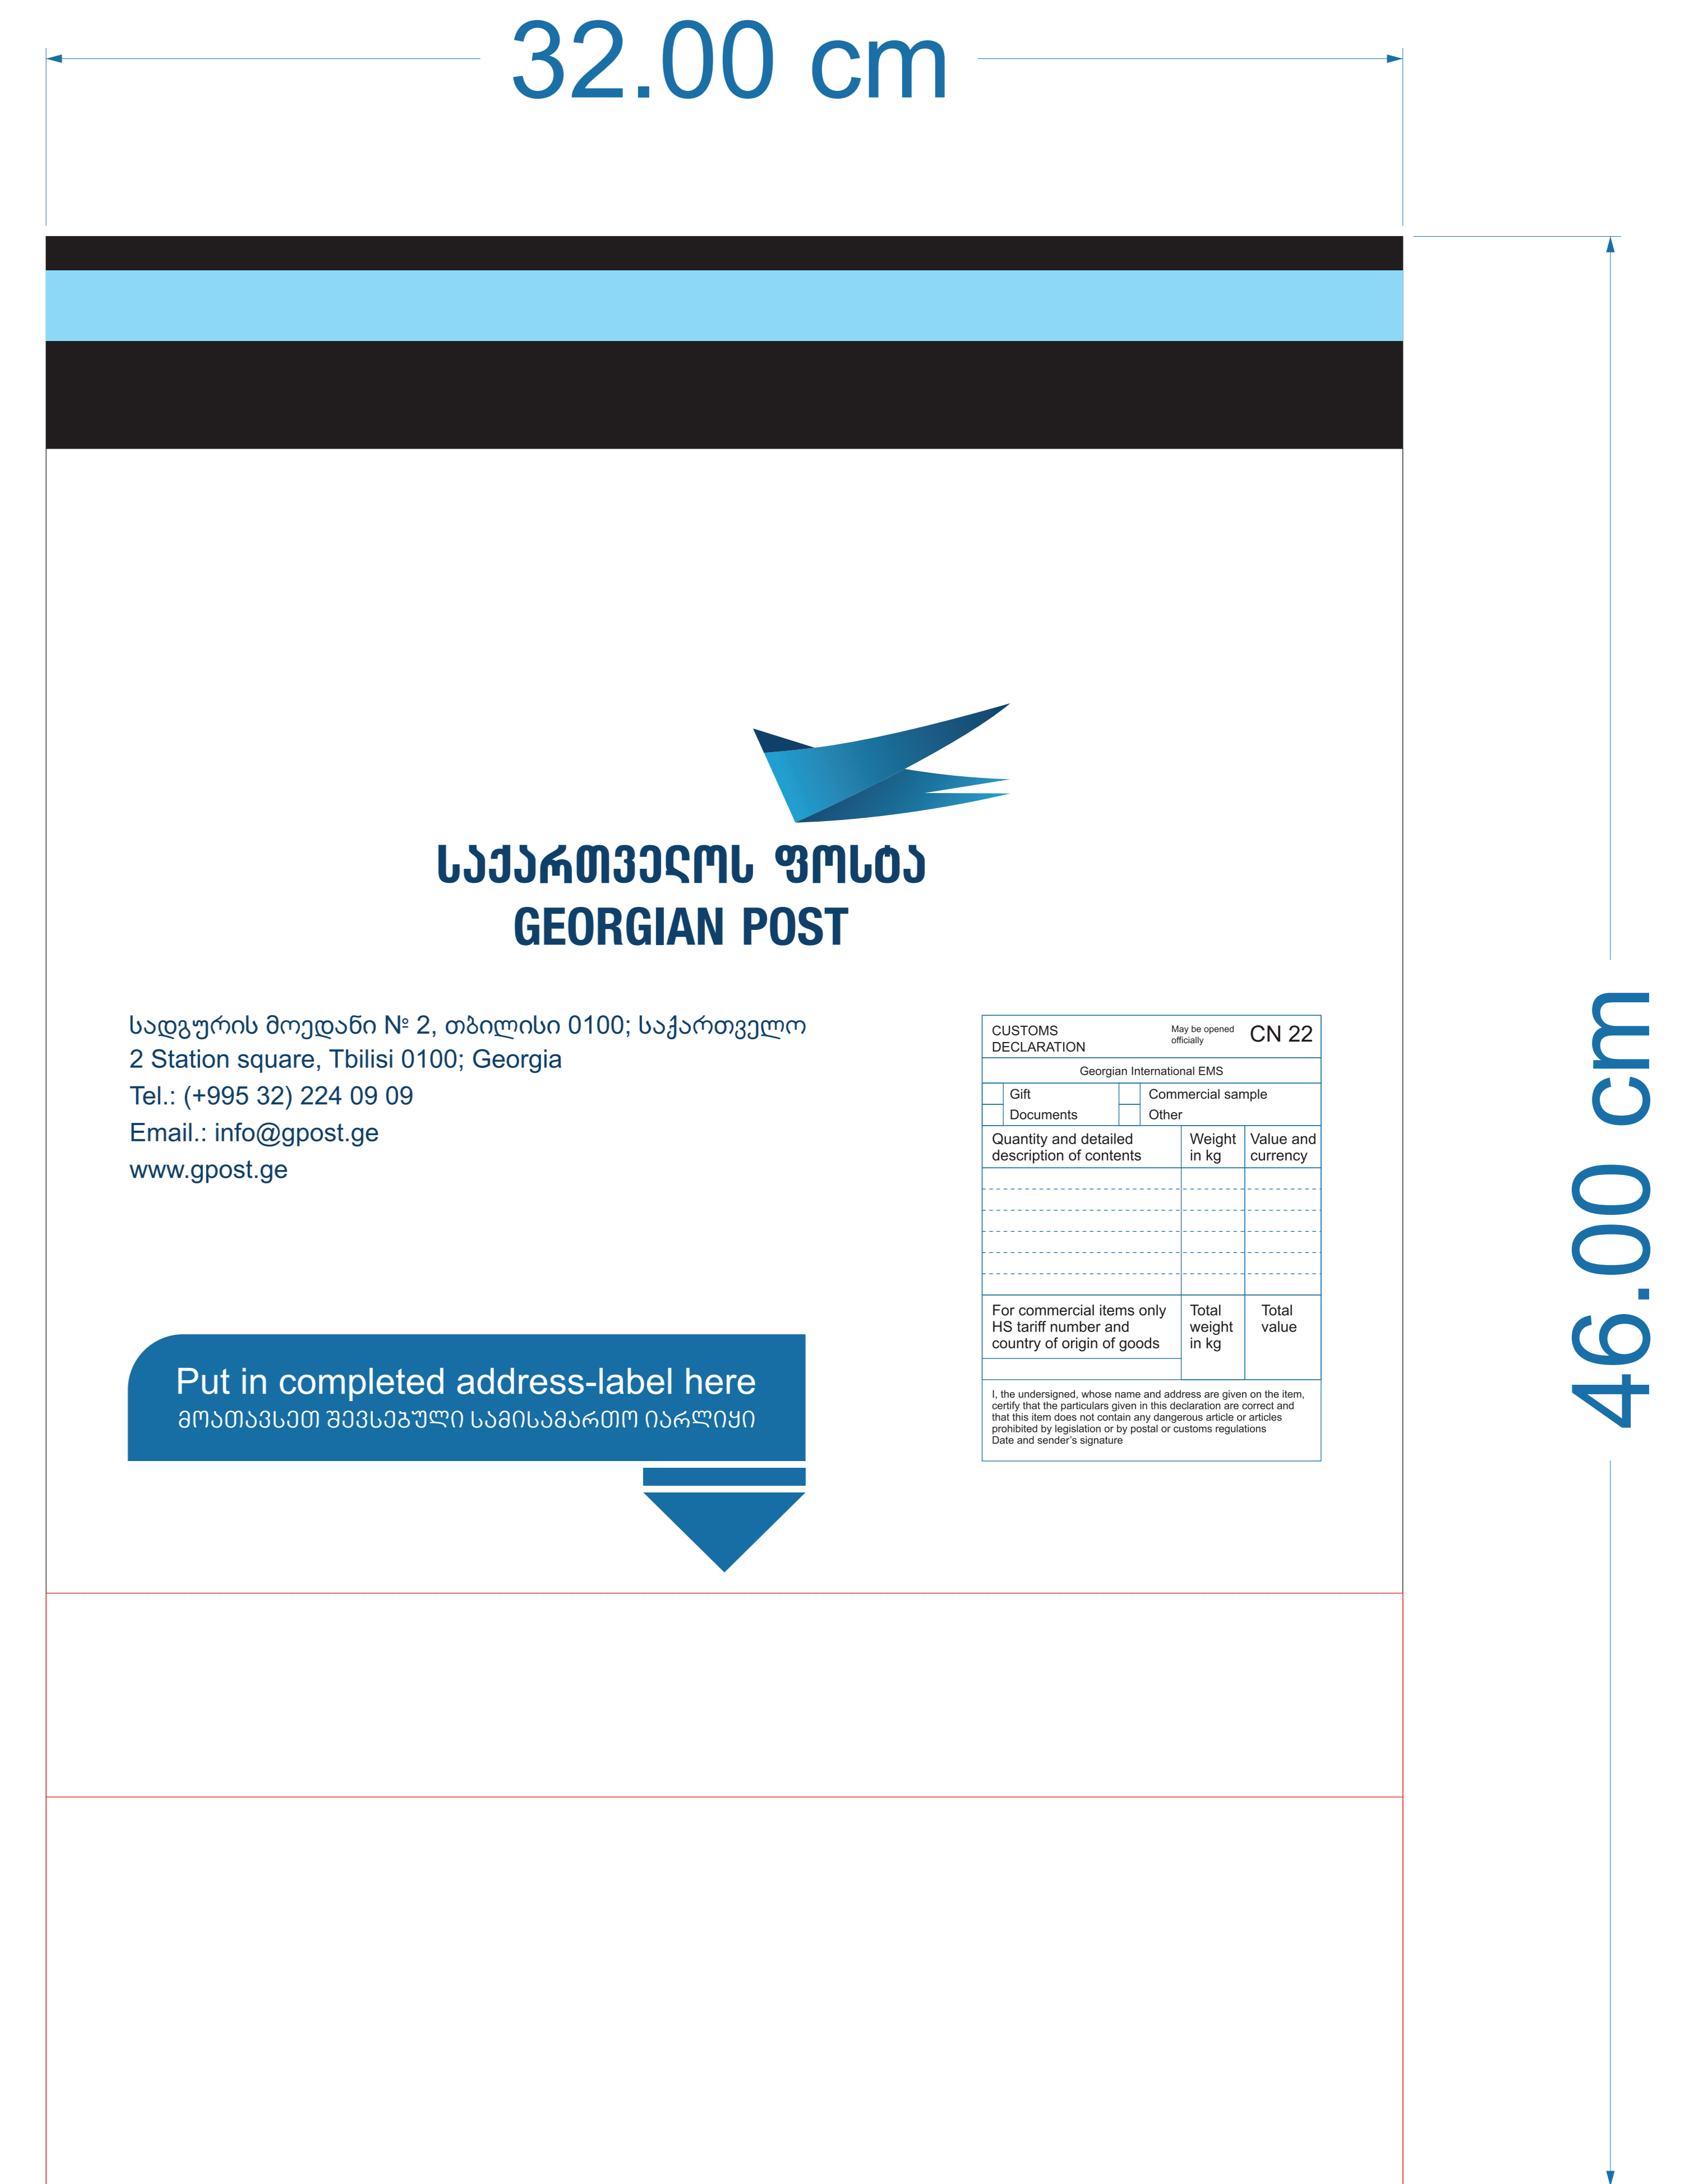 32.00 cm
46.00 cm
საქართველოს ფოსტა
GEORGIAN POST
სადგურის მოედანი № 2, თბილისი 0100; საქართველო
2 Station square, Tbilisi 0100; Georgia
Tel.: (+995 32) 224 09 09
Email.: info@gpost.ge
www.gpost.ge
CUSTOMS
DECLARATION
May be opened
officially
CN 22
Georgian International EMS
Gift
Commercial sample
Documents
Other
Quantity and detailed
description of contents
Weight
in kg
Value and
currency
For commercial items only
HS tariff number and
country of origin of goods
Total
weight
in kg
Total
value
I, the undersigned, whose name and address are given on the item,
certify that the particulars given in this declaration are correct and
that this item does not contain any dangerous article or articles
prohibited by legislation or by postal or customs regulations
Date and sender's signature
Put in completed address-label here
მოათავსეთ შევსებული სამისამართო იარლიყი